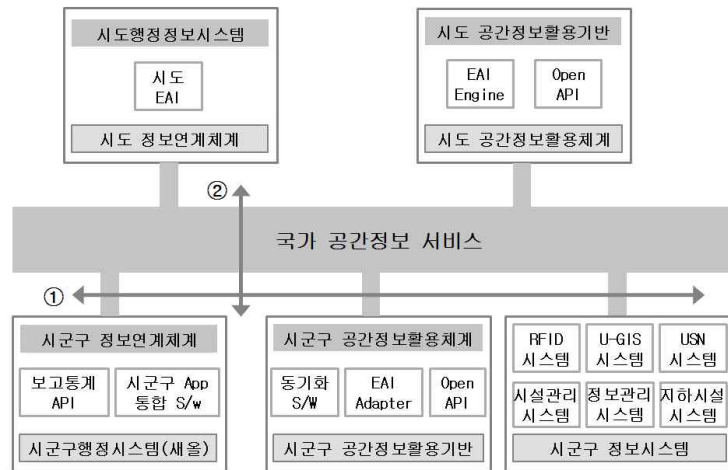 시도행정정보시스템
시도
EAI
시도 정보연계체계
시도 공간정보활용기반
EAI
Engine
Open
API
시도 공간정보활용체계
②
국가 공간정보 서비스
①
시군구 정보연계체계
보고통계
API
시군구 App
통합 S/w
시군구행정시스템(새올)
시군구 공간정보활용체계
동기화
S/W
EAI
Adapter
Open
API
시군구 공간정보활용기반
RFID
시스템
U-GIS
시스템
USN
시스템
시설관리
시스템
정보관리
시스템
지하시설
시스템
시군구 정보시스템